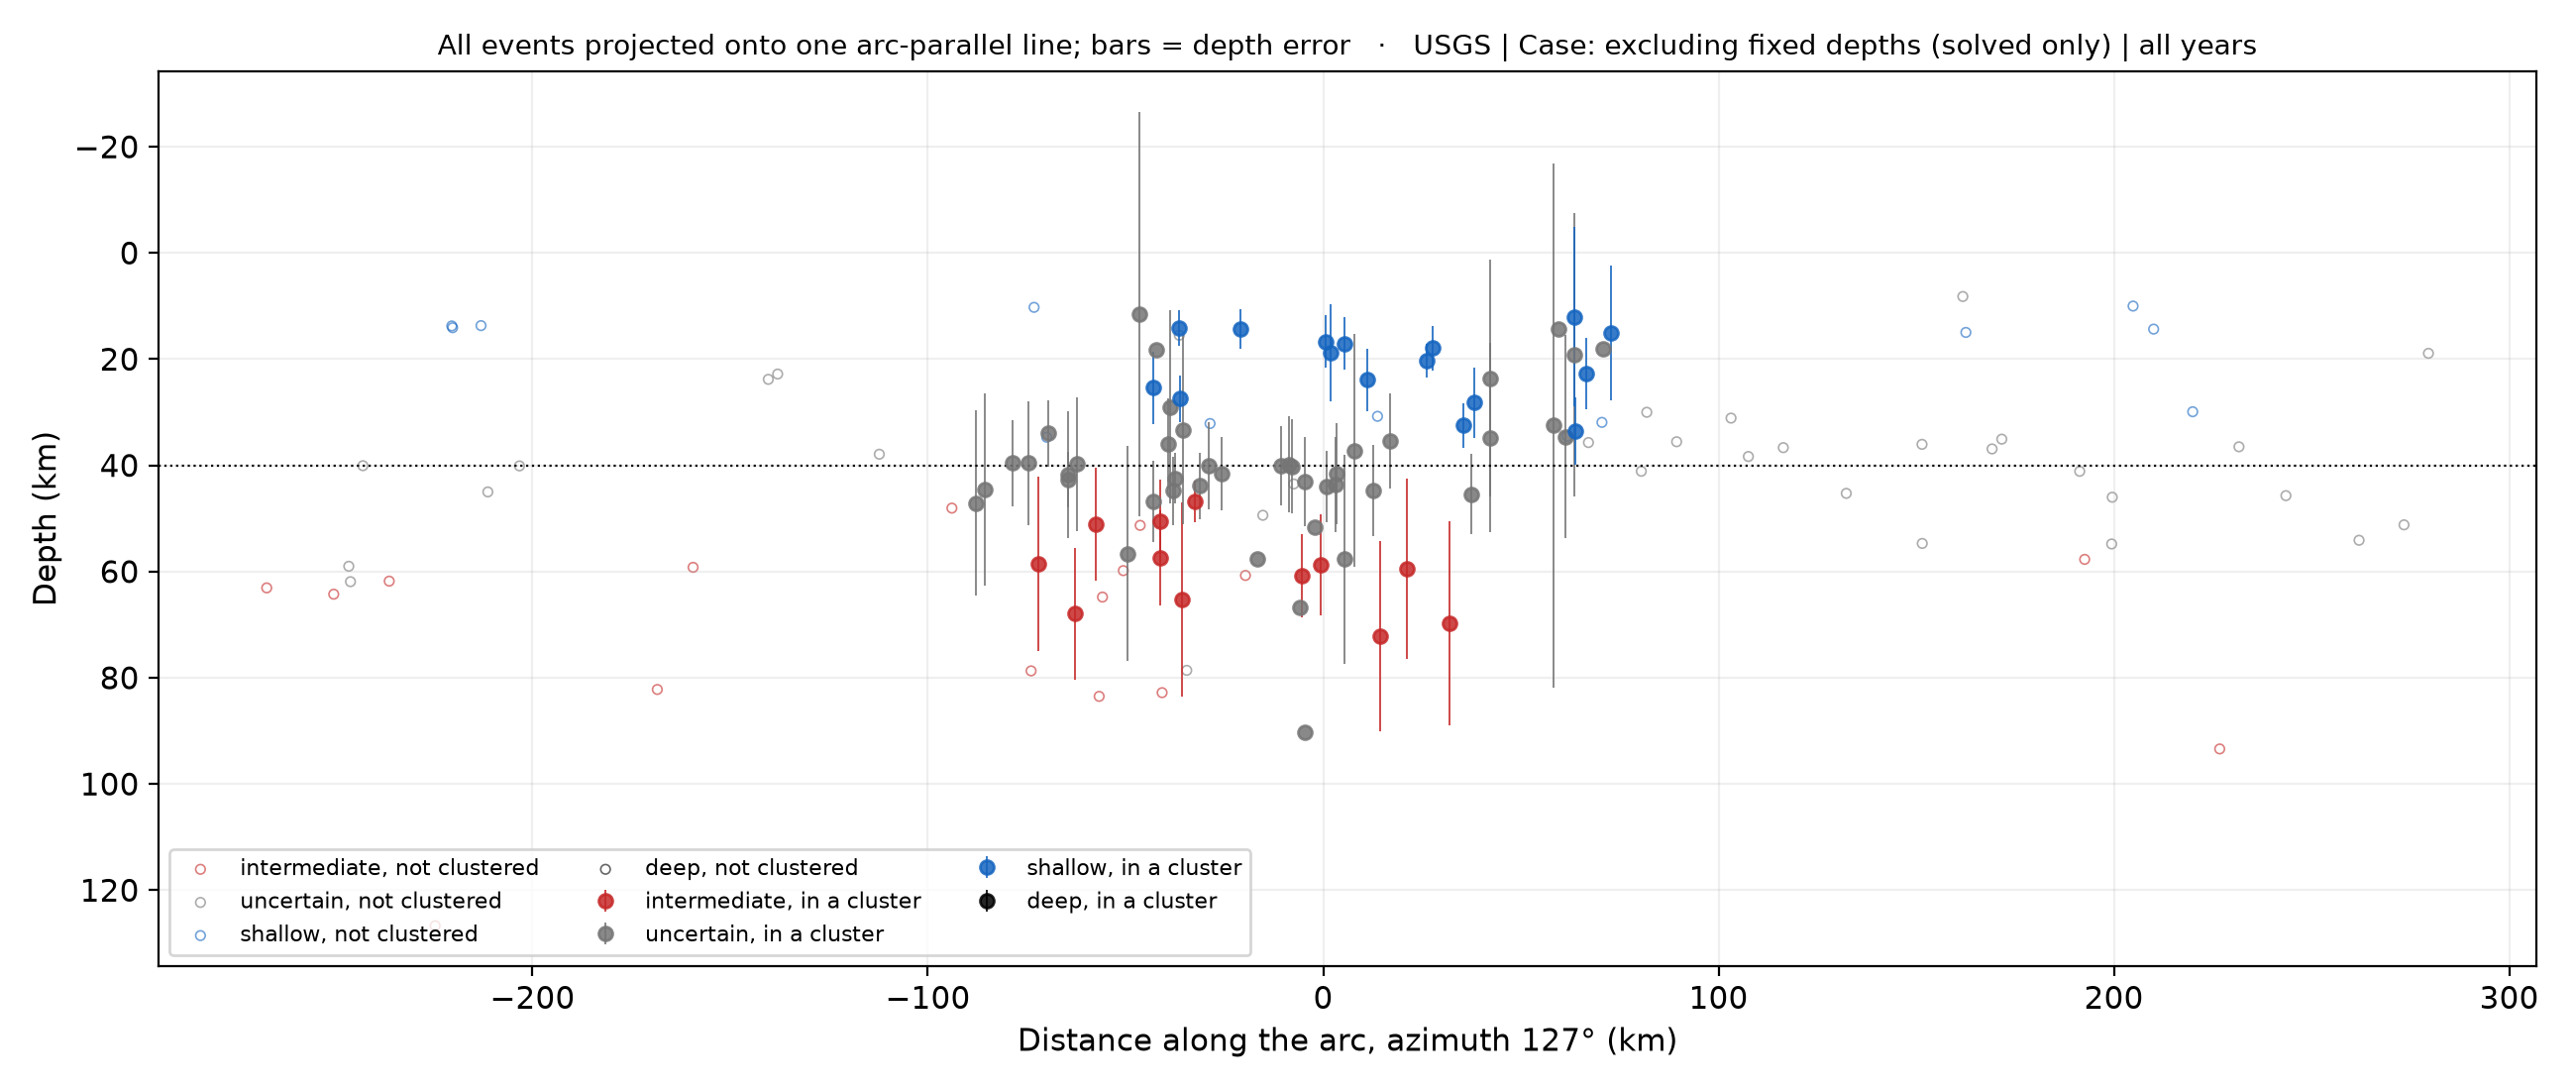 All events projected onto one arc-parallel line; bars = depth error · USGS | Case: excluding fixed depths (solved only) | all years
Depth (km)
−20
0
20
40
60
80
100
120
intermediate, not clustered
uncertain, not clustered
shallow, not clustered
deep, not clustered
intermediate, in a cluster
uncertain, in a cluster
shallow, in a cluster
deep, in a cluster
−200
−100
0
100
200
300
Distance along the arc, azimuth 127° (km)